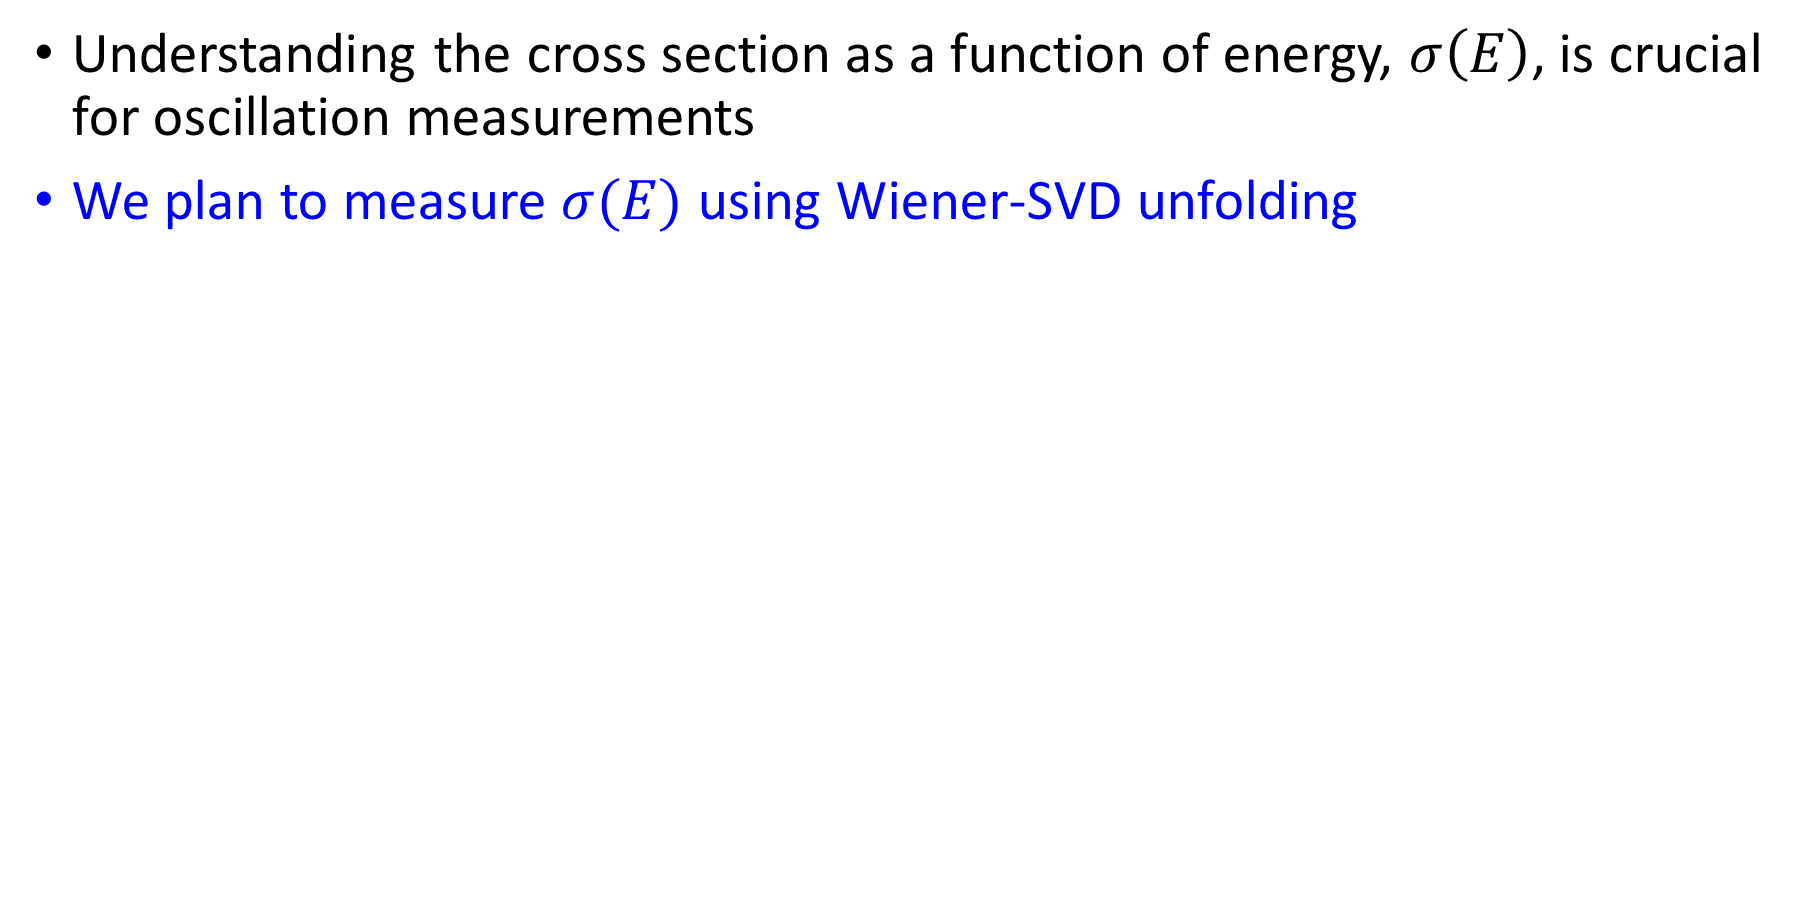 • Understanding the cross section as a function of energy, σ(E), is crucial
for oscillation measurements
• We plan to measure σ(E) using Wiener-SVD unfolding